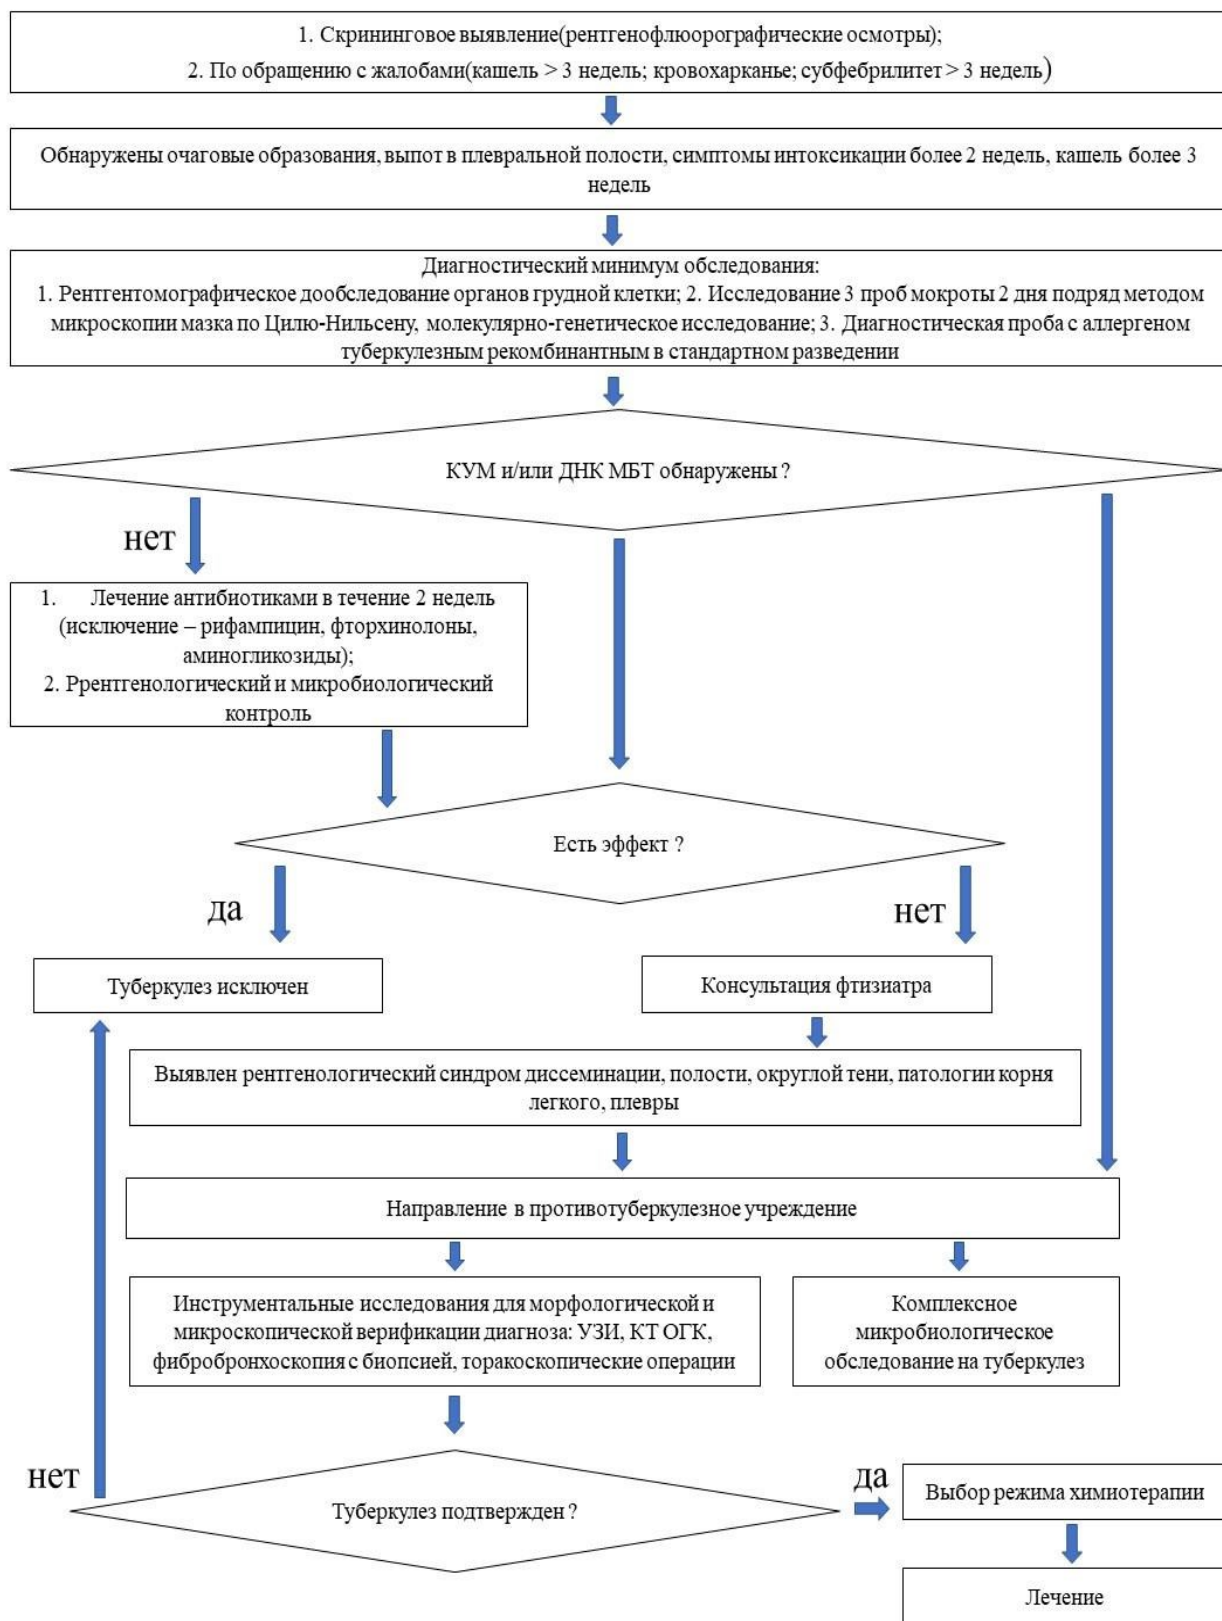 1. Скрининговое выявление(рентгенофлюорографические осмотры);
2. По обращению с жалобами(кашель > 3 недель; кровохарканье; субфебрилитет > 3 недель)
Обнаружены очаговые образования, выпот в плевральной полости, симптомы интоксикации более 2 недель, кашель более 3
недель
Диагностический минимум обследования:
1. Рентгентомографическое дообследование органов грудной клетки; 2. Исследование 3 проб мокроты 2 дня подряд методом
микроскопии мазка по Цилю-Нильсену, молекулярно-генетическое исследование; 3. Диагностическая проба с аллергеном
туберкулезным рекомбинантным в стандартном разведении
КУМ и/или ДНК МБТ обнаружены ?
нет
1. Лечение антибиотиками в течение 2 недель
(исключение – рифампицин, фторхинолоны,
аминогликозиды);
2. Ррентгенологический и микробиологический
контроль
Есть эффект ?
да
нет
Туберкулез исключен
Консультация фтизиатра
Выявлен рентгенологический синдром диссеминации, полости, округлой тени, патологии корня
легкого, плевры
Направление в противотуберкулезное учреждение
Инструментальные исследования для морфологической и
микроскопической верификации диагноза: УЗИ, КТ ОГК,
фибробронхоскопия с биопсией, торакоскопические операции
Комплексное
микробиологическое
обследование на туберкулез
нет
Туберкулез подтвержден ?
да
Выбор режима химиотерапии
Лечение